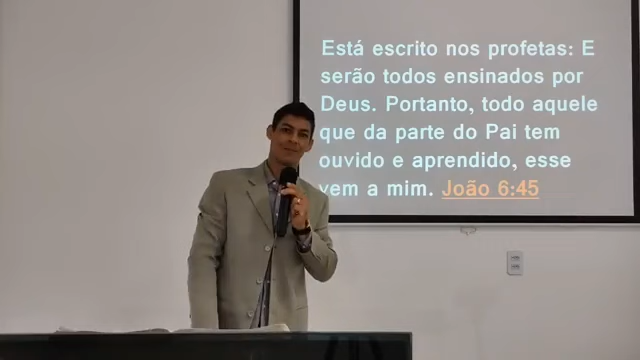 Está escrito nos profetas: E
serão todos ensinados por
Deus. Portanto, todo aquele
que da parte do Pai tem
ouvido e aprendido, esse
vem a mim. João 6:45